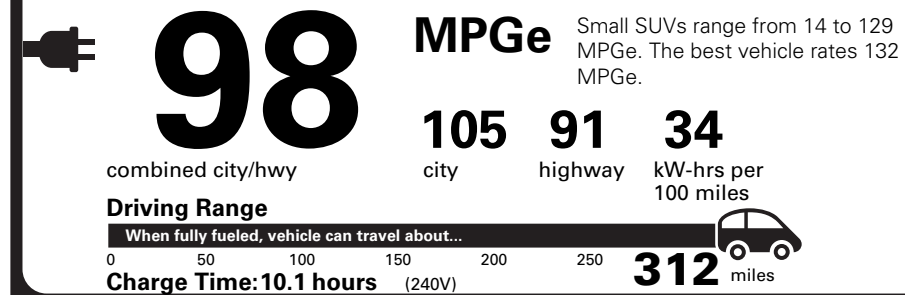 98
MPGe
Small SUVs range from 14 to 129
MPGe. The best vehicle rates 132
MPGe.
105 91 34
combined city/hwy city highway kW-hrs per
100 miles
Driving Range
When fully fueled, vehicle can travel about...
0 50 100 150 200 250 312 miles
Charge Time: 10.1 hours (240V)